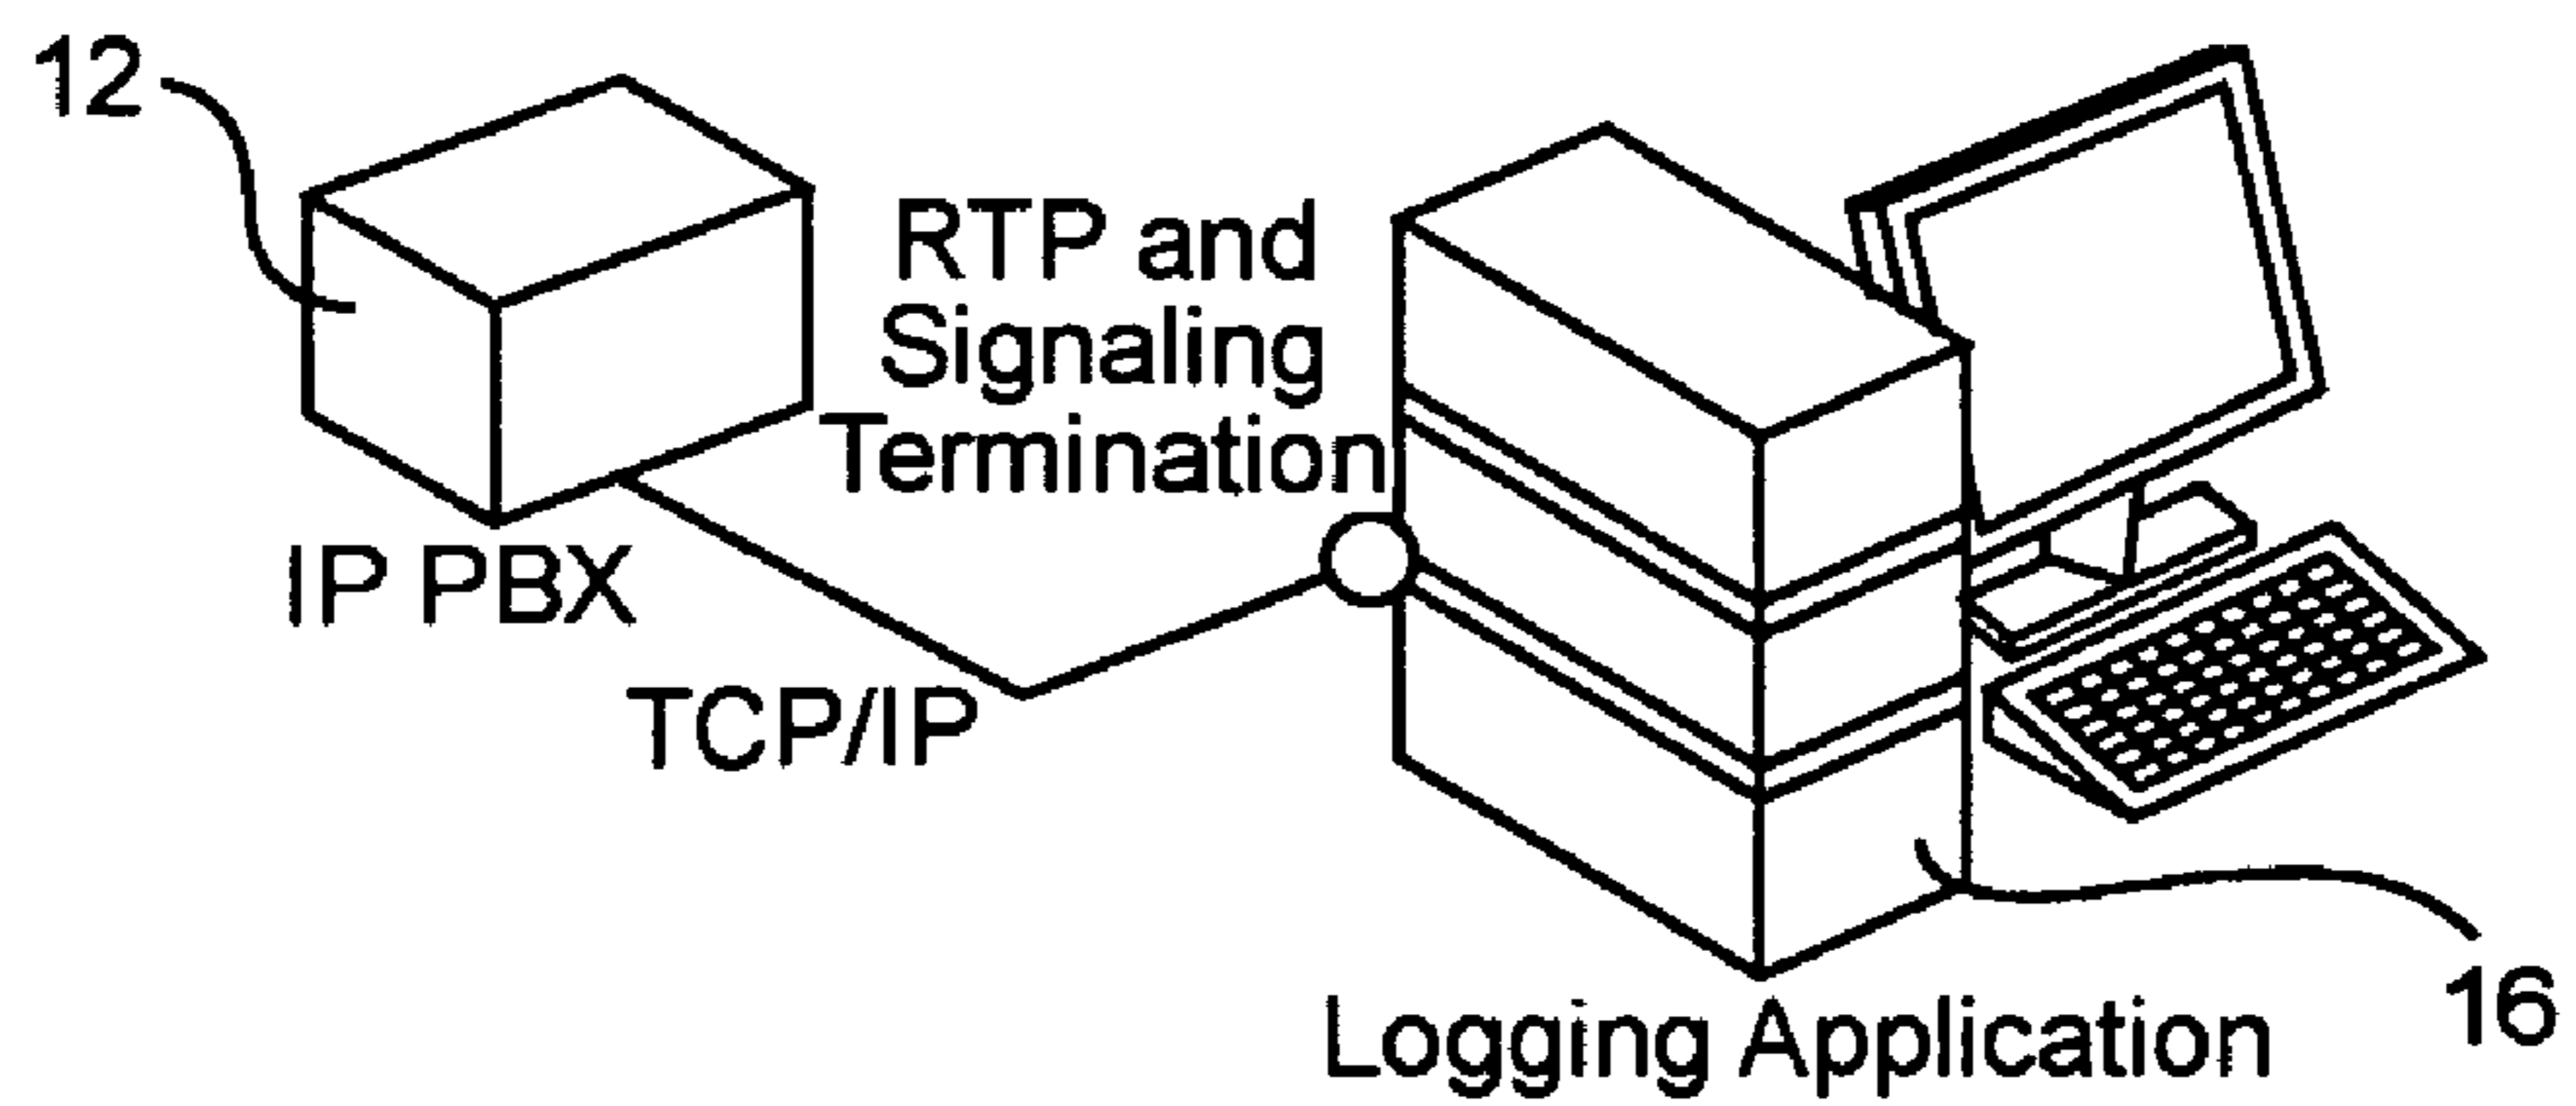 12
RTP and
Signaling
Termination
IP PBX
TCP/IP
Logging Application
16